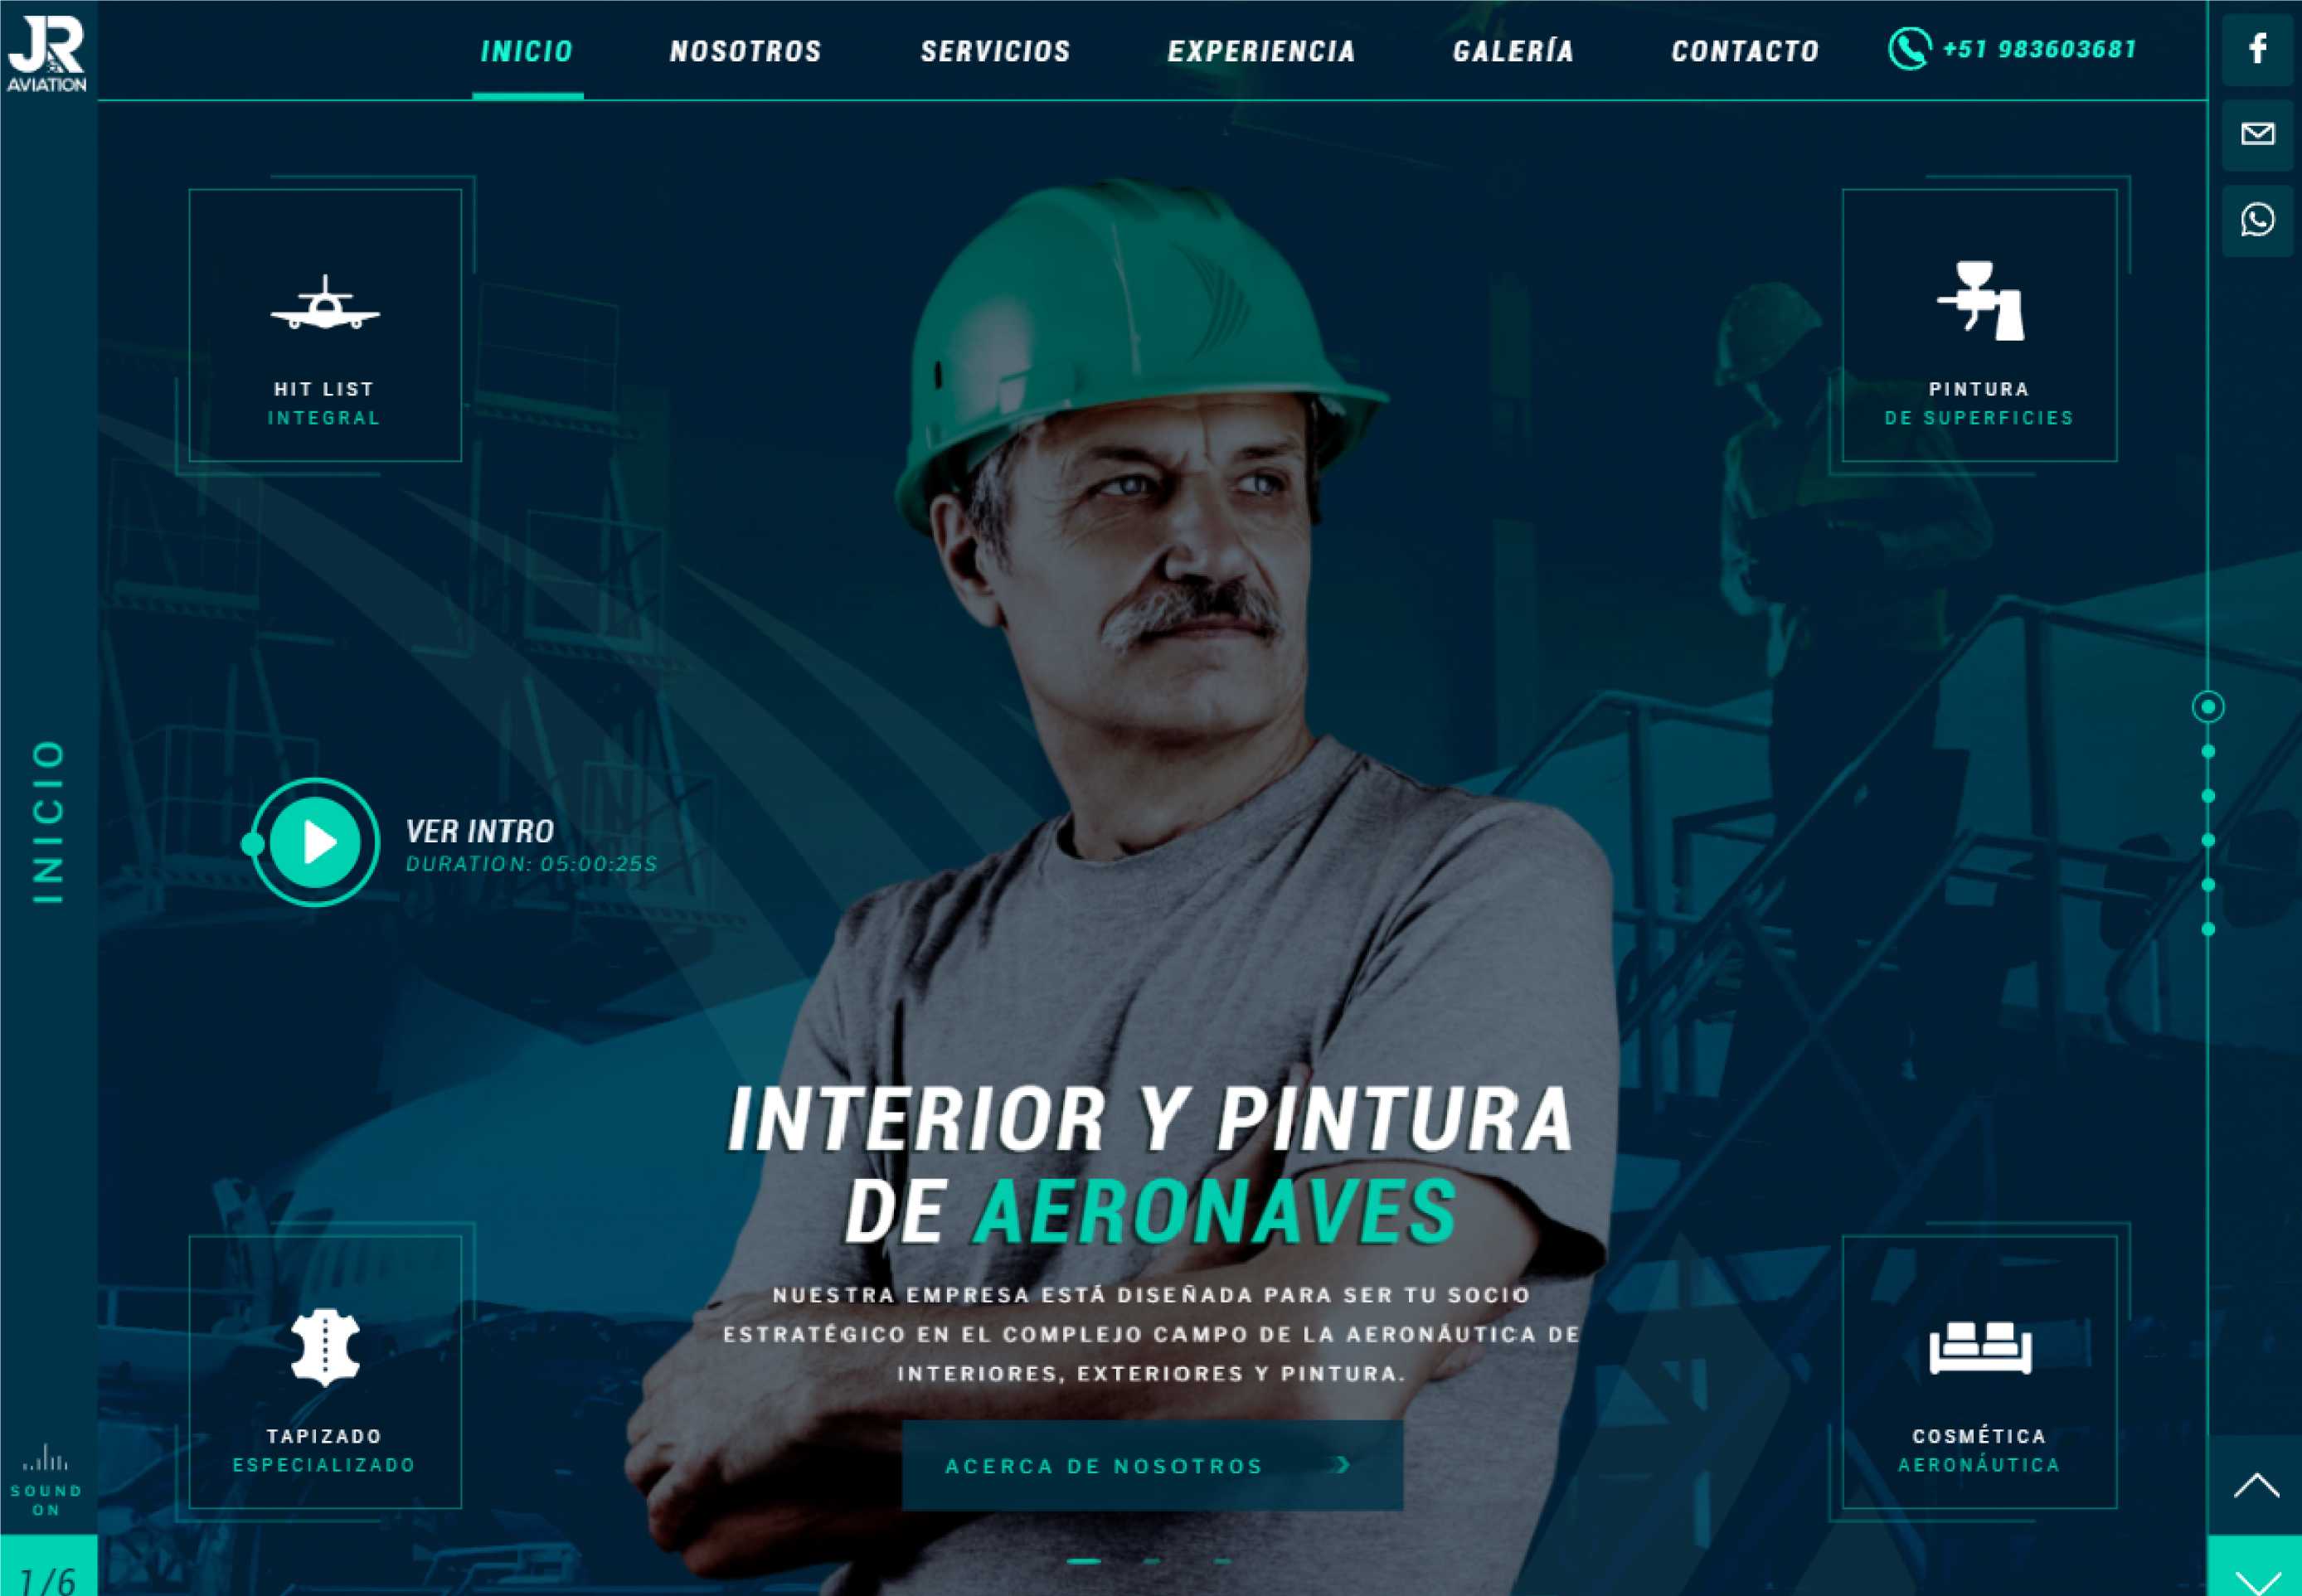 JR
AVIATION
INICIO
NOSOTROS
SERVICIOS
EXPERIENCIA
GALERÍA
CONTACTO
+51 983603681
HIT LIST
INTEGRAL
PINTURA
DE SUPERFICIES
INICIO
VER INTRO
DURATION: 05:00:25S
INTERIOR Y PINTURA
DE AERONAVES
NUESTRA EMPRESA ESTÁ DISEÑADA PARA SER TU SOCIO
ESTRATÉGICO EN EL COMPLEJO CAMPO DE LA AERONÁUTICA DE
INTERIORES, EXTERIORES Y PINTURA.
ACERCA DE NOSOTROS
TAPIZADO
ESPECIALIZADO
COSMÉTICA
AERONÁUTICA
SOUND
ON
1/6